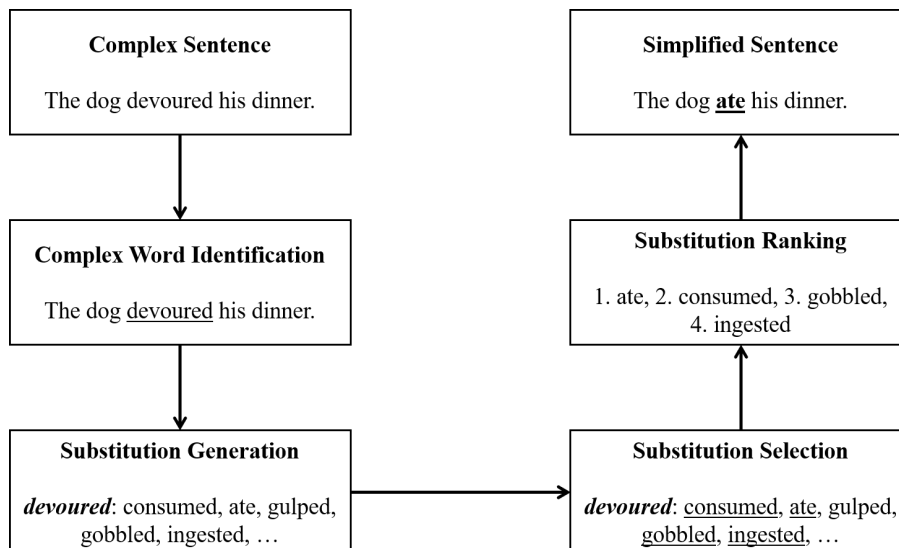 Complex Sentence
The dog devoured his dinner.
Complex Word Identification
The dog devoured his dinner.
Substitution Generation
devoured: consumed, ate, gulped,
gobbled, ingested, …
Substitution Selection
devoured: consumed, ate, gulped,
gobbled, ingested, …
Substitution Ranking
1. ate, 2. consumed, 3. gobbled,
4. ingested
Simplified Sentence
The dog ate his dinner.